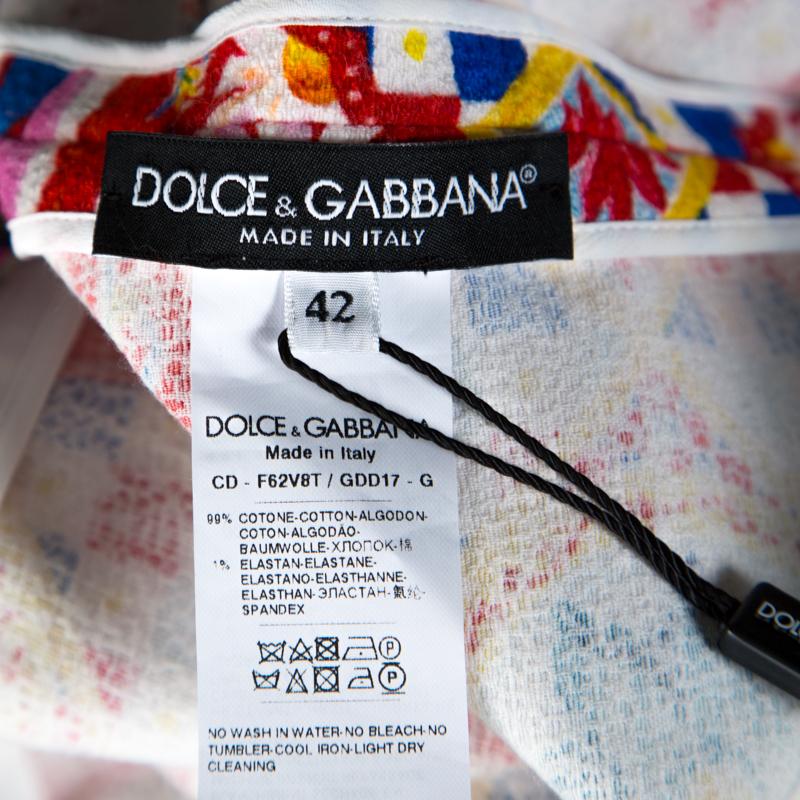 DOLCE & GABBANA®
MADE IN ITALY
42
DOLCE & GABBANA
Made in Italy
CD - F62V8T / GDD17 - G
99% COTONE-COTTON-ALGODON-
COTON-ALGODÃO-
BAUMWOLLE-ХЛОПОК-棉
1% ELASTAN-ELASTANE-
ELASTANO-ELASTHANNE-
ELASTHAN-ЭЛАСТАН-氨纶-
SPANDEX
P
P
NO WASH IN WATER-NO BLEACH-NO
TUMBLER-COOL IRON-LIGHT DRY
CLEANING